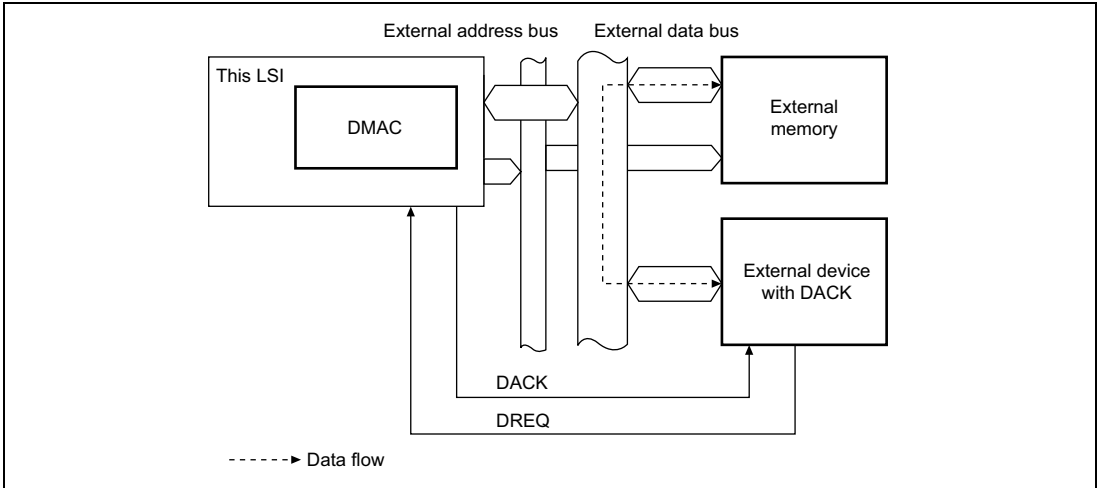 External address bus
External data bus
This LSI
DMAC
External
memory
External device
with DACK
DACK
DREQ
Data flow